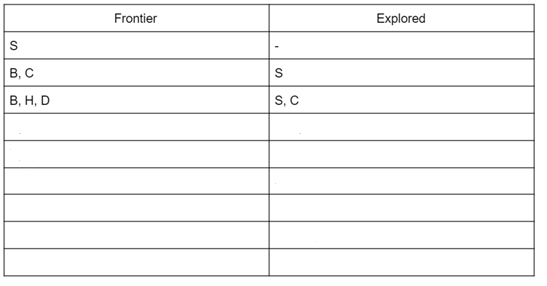 Frontier Explored
S -
B, C S
B, H, D S, C